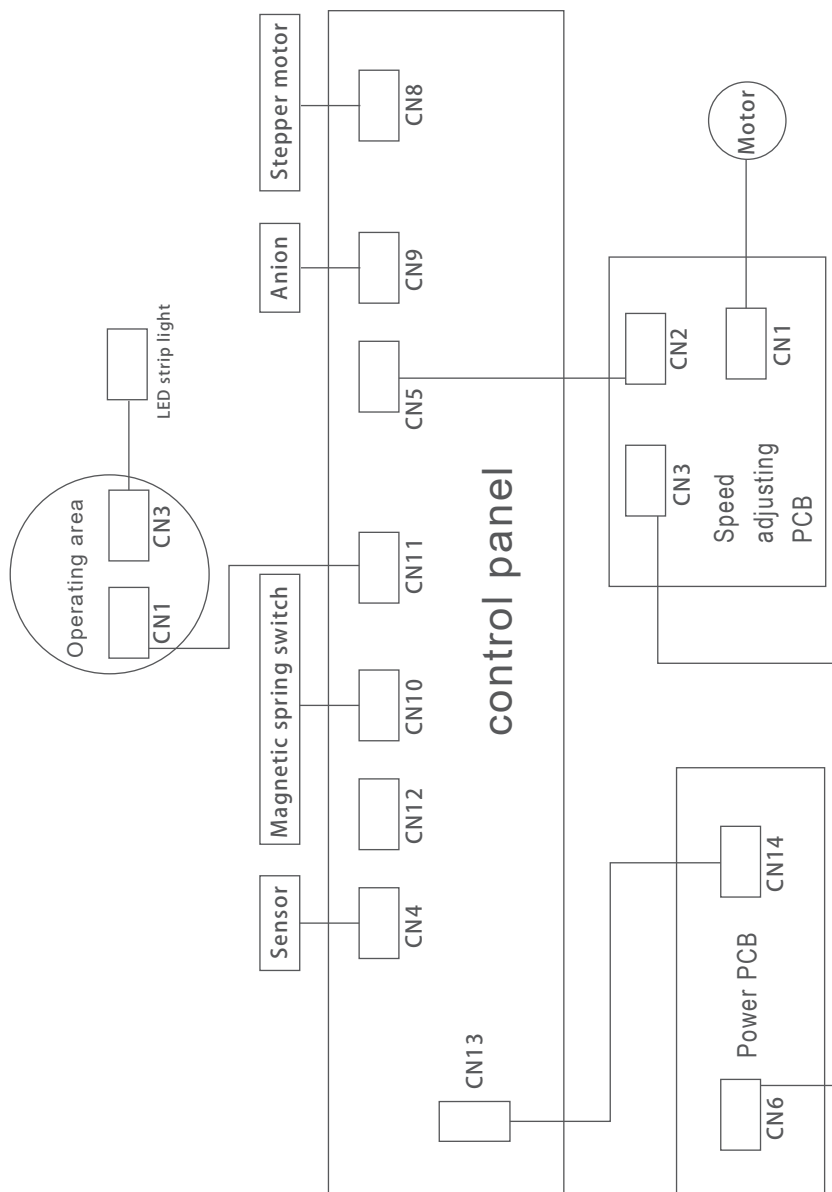 Operating area
CN1
CN3
LED strip light
Sensor
Magnetic spring switch
Anion
Stepper motor
CN4
CN12
CN10
CN11
CN5
CN9
CN8
CN13
control panel
CN3
CN2
Speed
adjusting
PCB
CN1
Motor
CN14
Power PCB
CN6